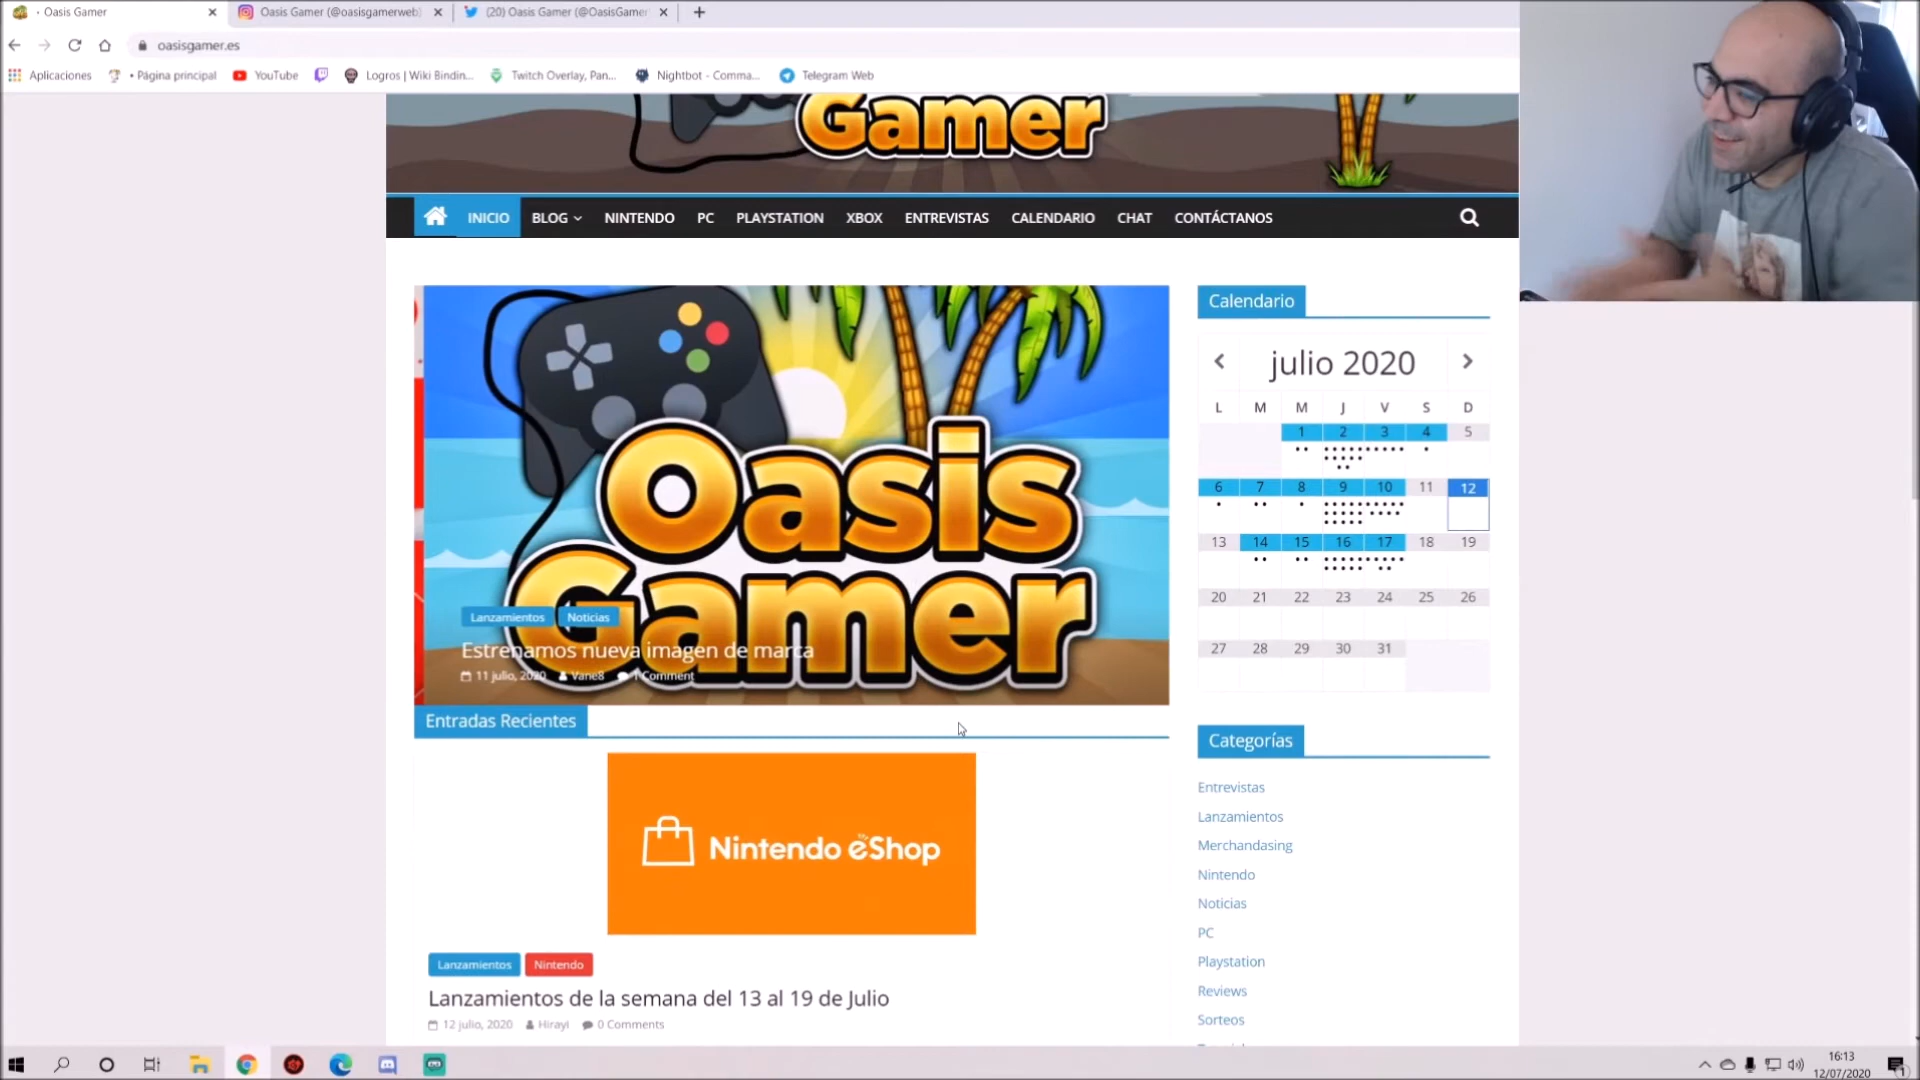 Oasis Gamer
Oasis Gamer (@oasisgamerweb)
(20) Oasis Gamer (@OasisGamer
oasisgamer.es
Aplicaciones
• Página principal
YouTube
Logros | Wiki Bindin...
Twitch Overlay, Pan...
Nightbot - Comma...
Telegram Web
Gamer
INICIO
BLOG
NINTENDO
PC
PLAYSTATION
XBOX
ENTREVISTAS
CALENDARIO
CHAT
CONTÁCTANOS
Oasis
Gamer
Lanzamientos
Noticias
Estrenamos nueva imagen de marca
11 julio, 2020 Vane8 1 Comment
Entradas Recientes
Nintendo eShop
Lanzamientos
Nintendo
Lanzamientos de la semana del 13 al 19 de Julio
12 julio, 2020 Hirayi 0 Comments
Calendario
julio 2020
L M M J V S D
1 2 3 4 5
6 7 8 9 10 11 12
13 14 15 16 17 18 19
20 21 22 23 24 25 26
27 28 29 30 31
Categorías
Entrevistas
Lanzamientos
Merchandasing
Nintendo
Noticias
PC
Playstation
Reviews
Sorteos
16:13
12/07/2020
1